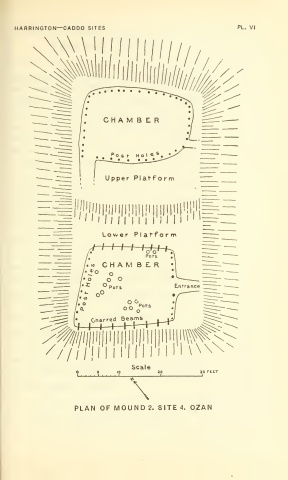 HARRINGTON—CADDO SITES
PL. VI
CHAMBER
Post Holes
Upper Platform
Lower Platform
Pots
CHAMBER
Post Holes
Pots
Entrance
Pots
Charred Beams
Scale
0 5 10 20 30 FEET
PLAN OF MOUND 2. SITE 4. OZAN